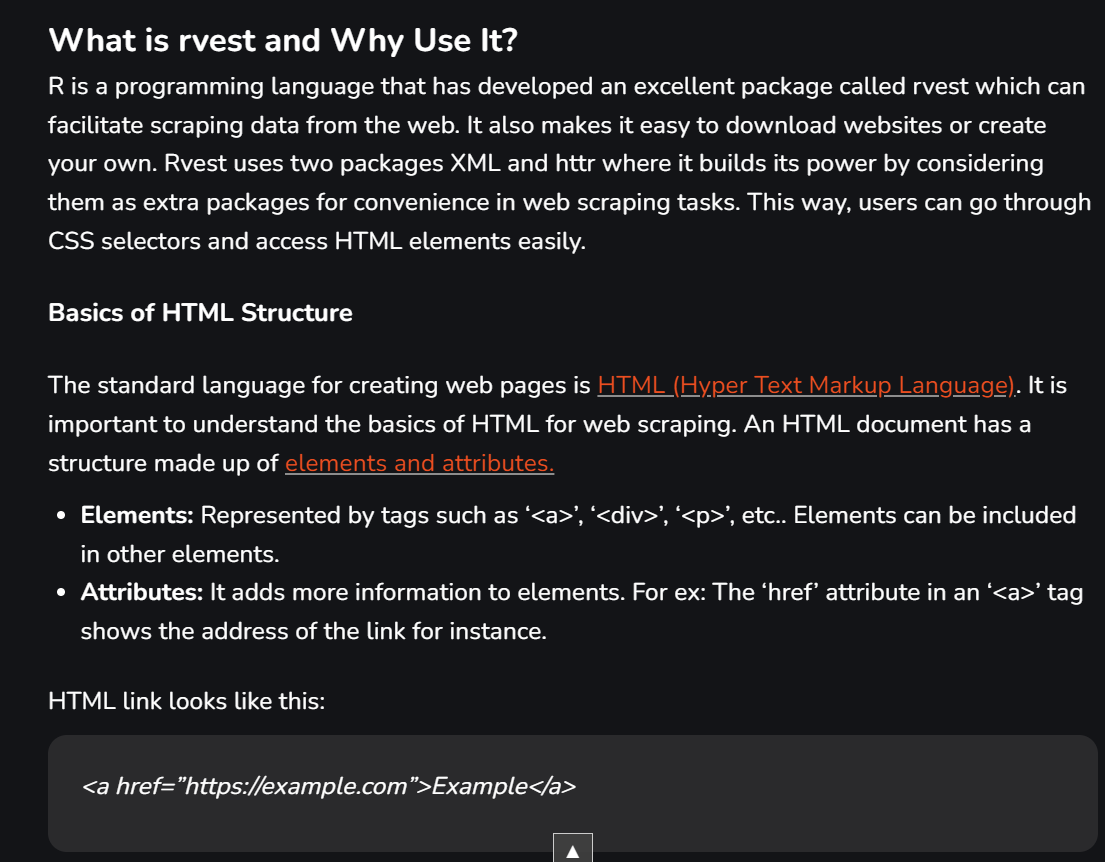 What is rvest and Why Use It?
R is a programming language that has developed an excellent package called rvest which can
facilitate scraping data from the web. It also makes it easy to download websites or create
your own. Rvest uses two packages XML and httr where it builds its power by considering
them as extra packages for convenience in web scraping tasks. This way, users can go through
CSS selectors and access HTML elements easily.
Basics of HTML Structure
The standard language for creating web pages is HTML (Hyper Text Markup Language). It is
important to understand the basics of HTML for web scraping. An HTML document has a
structure made up of elements and attributes.
• Elements: Represented by tags such as ‘<a>’, ‘<div>’, ‘<p>’, etc.. Elements can be included
in other elements.
• Attributes: It adds more information to elements. For ex: The ‘href’ attribute in an ‘<a>’ tag
shows the address of the link for instance.
HTML link looks like this:
<a href=”https://example.com”>Example</a>